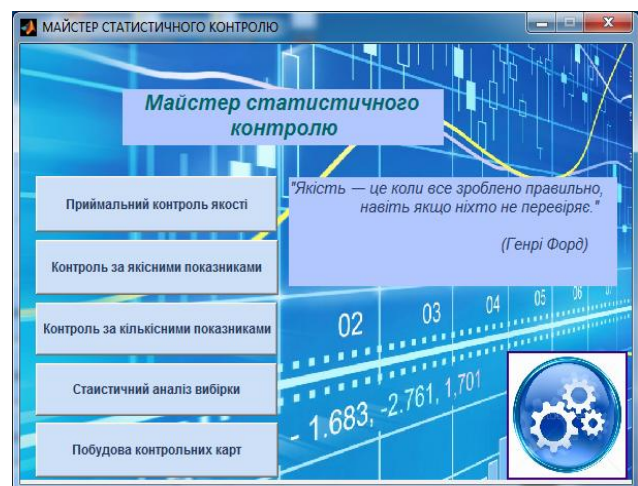 МАЙСТЕР СТАТИСТИЧНОГО КОНТРОЛЮ
Майстер статистичного
контролю
Приймальний контроль якості
"Якість — це коли все зроблено правильно,
навіть якщо ніхто не перевіряє."
(Генрі Форд)
Контроль за якісними показниками
Контроль за кількісними показниками
Стаистичний аналіз вибірки
Побудова контрольних карт
02 03 04 05 06
- 1.683, -2.761, 1,701